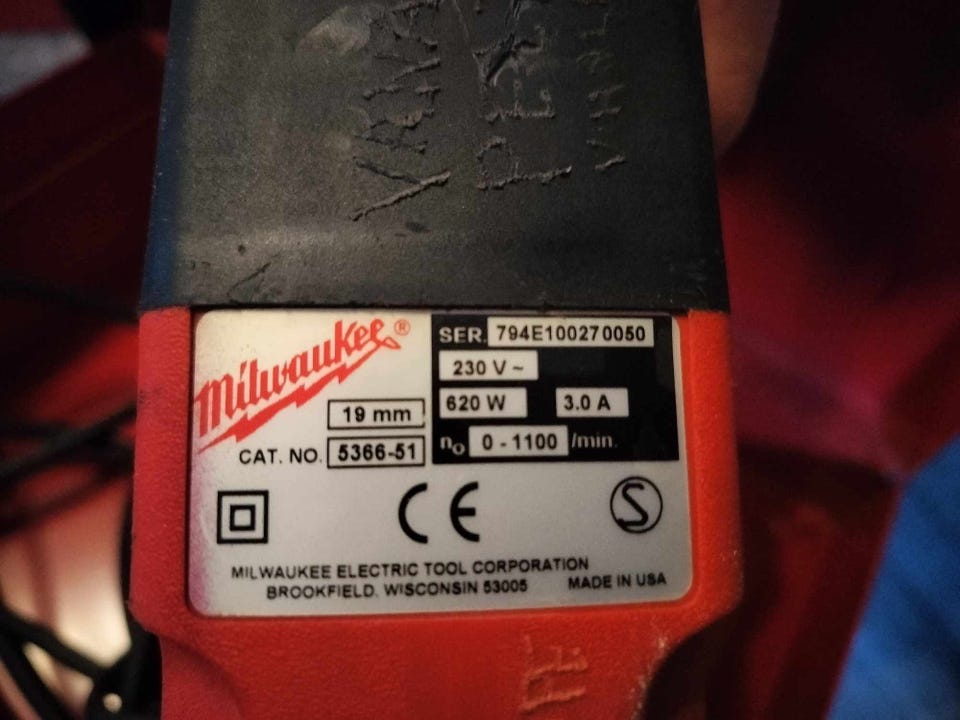 Milwaukee®
19 mm
CAT. NO. 5366-51
SER. 794E100270050
230 V ~
620 W 3.0 A
n₀ 0 - 1100 /min.
CE
S
MILWAUKEE ELECTRIC TOOL CORPORATION
BROOKFIELD, WISCONSIN 53005
MADE IN USA